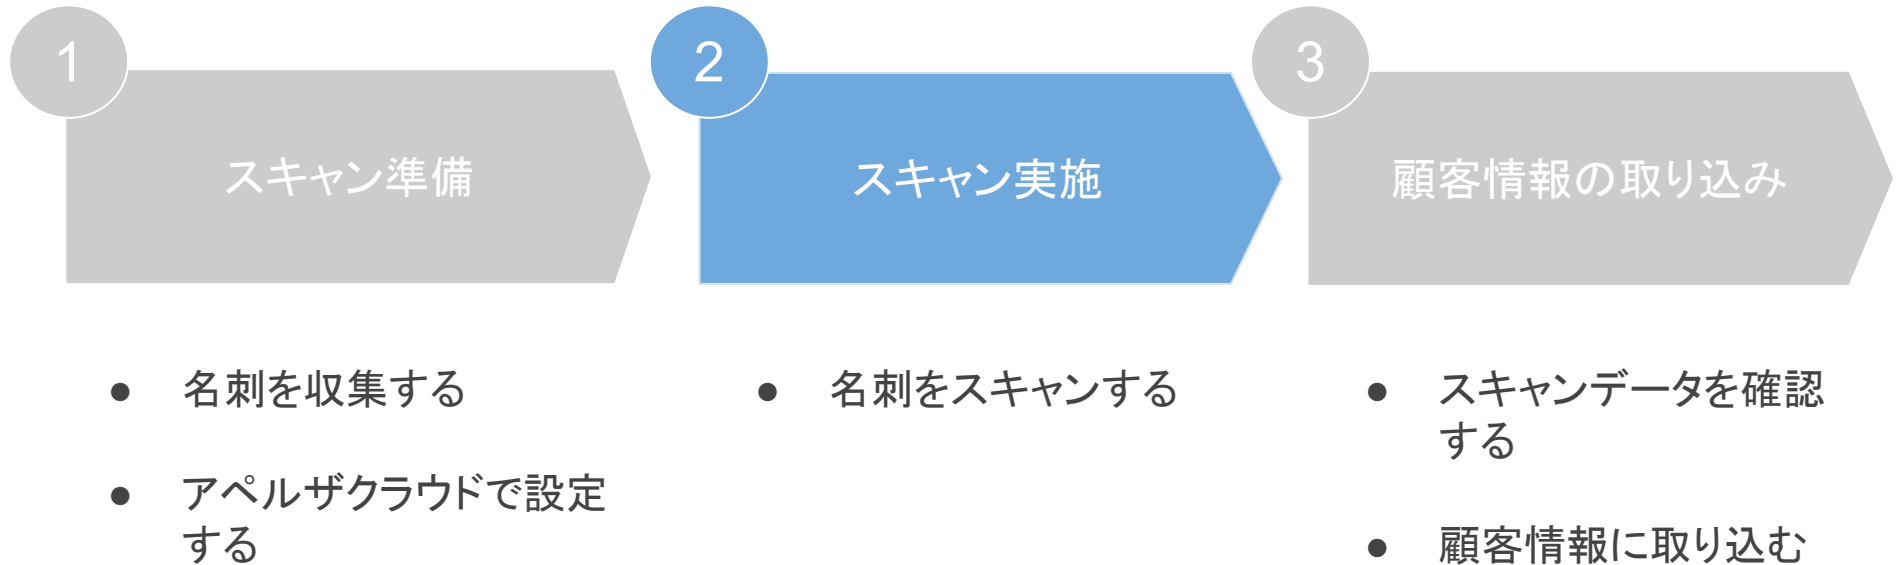 1
スキャン準備
● 名刺を収集する
● アペルザクラウドで設定
する
2
スキャン実施
● 名刺をスキャンする
3
顧客情報の取り込み
● スキャンデータを確認
する
● 顧客情報に取り込む